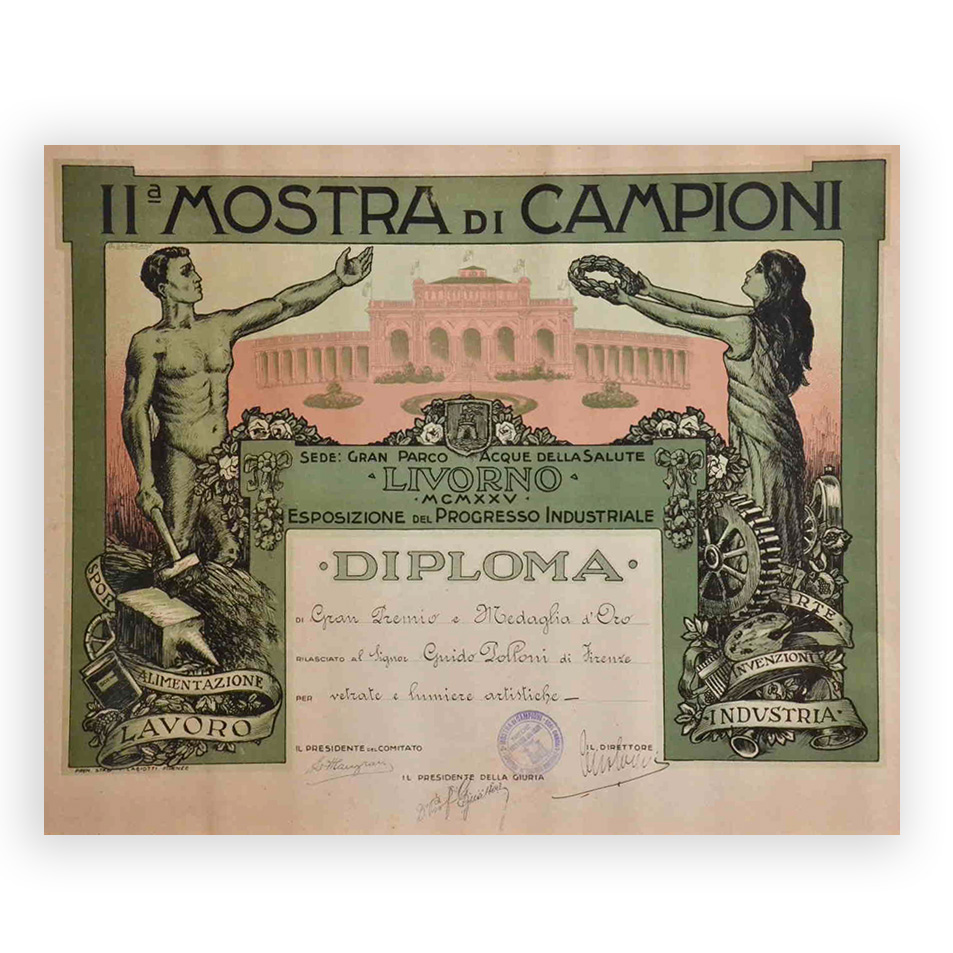 IIª MOSTRA DI CAMPIONI
SEDE: GRAN PARCO ACQUE DELLA SALUTE
LIVORNO
·MCMXXV·
ESPOSIZIONE DEL PROGRESSO INDUSTRIALE
·DIPLOMA·
DI Gran Premio e Medaglia d'Oro
RILASCIATO al Signor Guido Polloni di Firenze
PER vetrate e lumiere artistiche
SPORT
ALIMENTAZIONE
LAVORO
ARTE
INVENZIONI
·INDUSTRIA·
IL PRESIDENTE DEL COMITATO
IL DIRETTORE
IL PRESIDENTE DELLA GIURIA